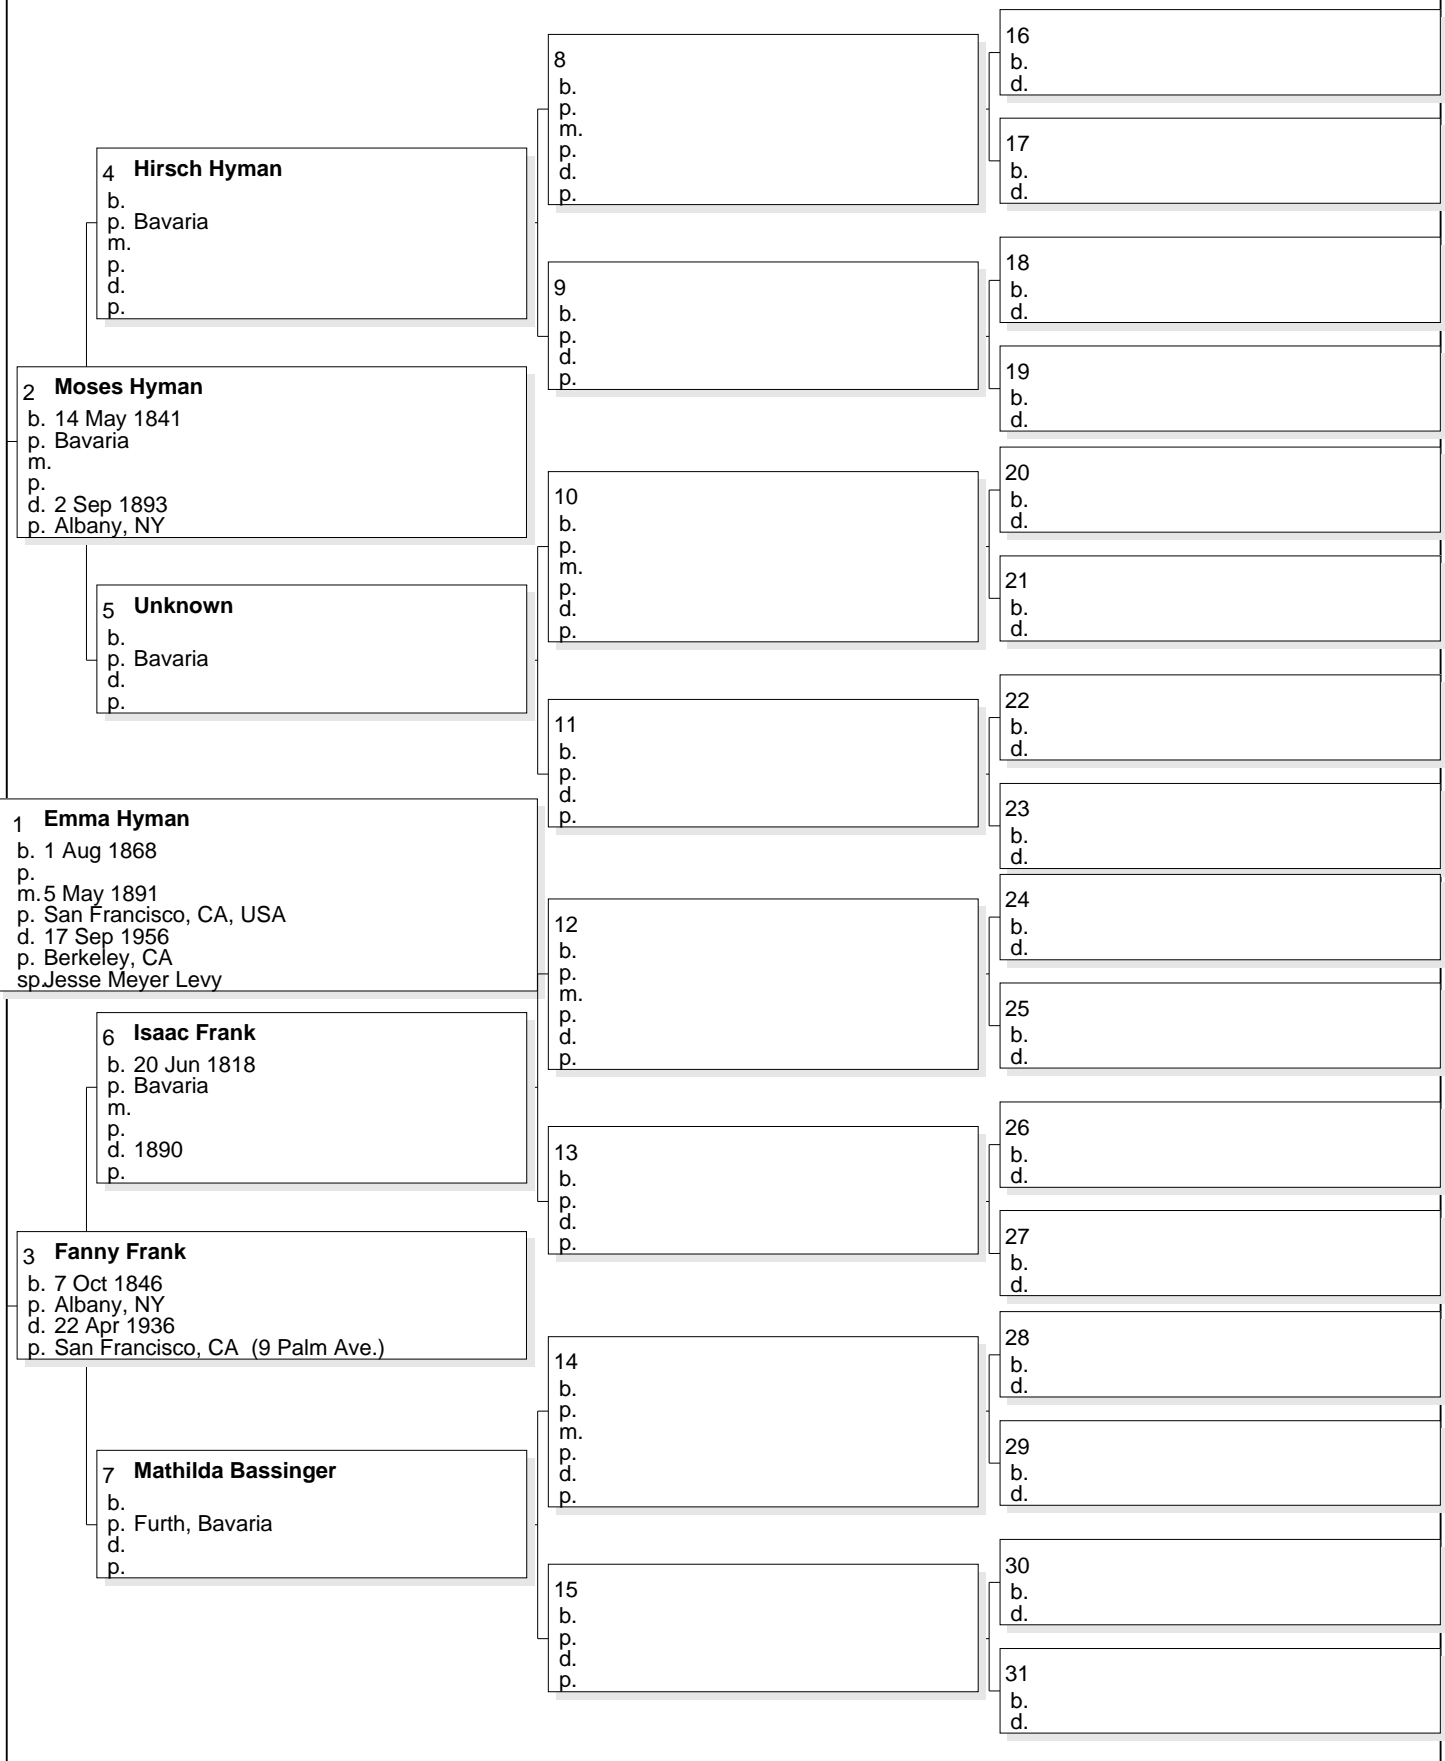 4 Hirsch Hyman
b.
p. Bavaria
m.
p.
d.
p.
2 Moses Hyman
b. 14 May 1841
p. Bavaria
m.
p.
d. 2 Sep 1893
p. Albany, NY
5 Unknown
b.
p. Bavaria
d.
p.
1 Emma Hyman
b. 1 Aug 1868
p.
m. 5 May 1891
p. San Francisco, CA, USA
d. 17 Sep 1956
p. Berkeley, CA
sp. Jesse Meyer Levy
6 Isaac Frank
b. 20 Jun 1818
p. Bavaria
m.
p.
d. 1890
p.
3 Fanny Frank
b. 7 Oct 1846
p. Albany, NY
d. 22 Apr 1936
p. San Francisco, CA (9 Palm Ave.)
7 Mathilda Bassinger
b.
p. Furth, Bavaria
d.
p.
8
b.
p.
m.
p.
d.
p.
9
b.
p.
d.
p.
10
b.
p.
m.
p.
d.
p.
11
b.
p.
d.
p.
12
b.
p.
m.
p.
d.
p.
13
b.
p.
d.
p.
14
b.
p.
m.
p.
d.
p.
15
b.
p.
d.
p.
16
b.
d.
17
b.
d.
18
b.
d.
19
b.
d.
20
b.
d.
21
b.
d.
22
b.
d.
23
b.
d.
24
b.
d.
25
b.
d.
26
b.
d.
27
b.
d.
28
b.
d.
29
b.
d.
30
b.
d.
31
b.
d.